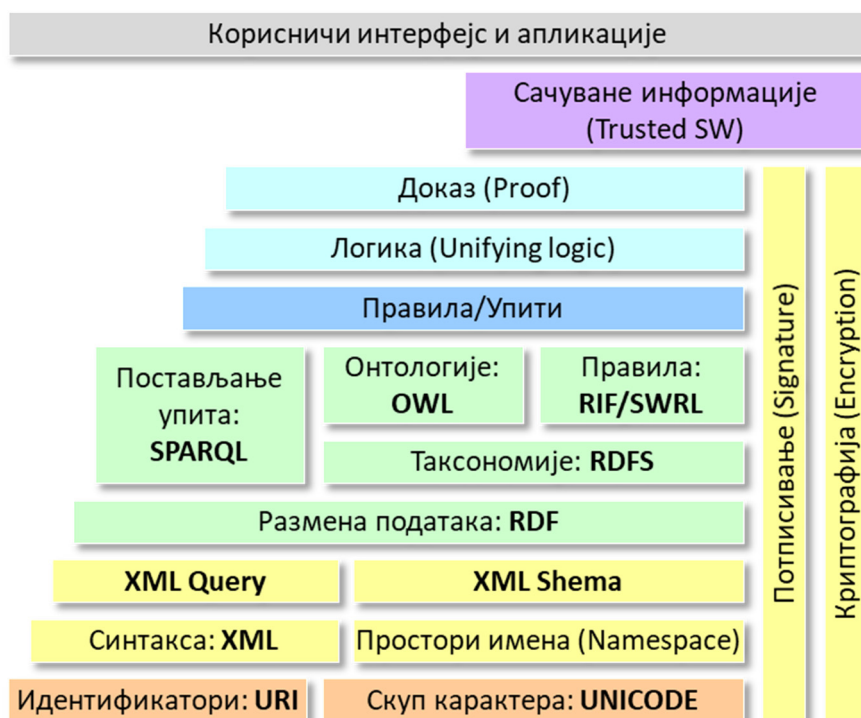 Корисничи интерфејс и апликације
Сачуване информације
(Trusted SW)
Доказ (Proof)
Логика (Unifying logic)
Правила/Упити
Постављање
упита:
SPARQL
Онтологије:
OWL
Правила:
RIF/SWRL
Таксономије: RDFS
Размена података: RDF
XML Query
XML Shema
Синтакса: XML
Простори имена (Namespace)
Идентификатори: URI
Скуп карактера: UNICODE
Потписивање (Signature)
Криптографија (Encryption)